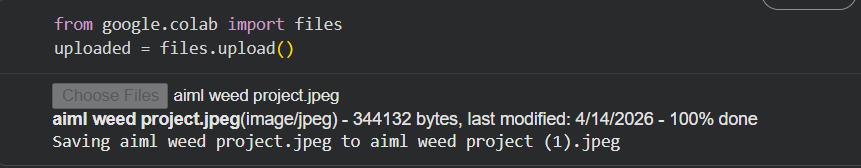 from google.colab import files
uploaded = files.upload()
Choose Files aiml weed project.jpeg
aiml weed project.jpeg(image/jpeg) - 344132 bytes, last modified: 4/14/2026 - 100% done
Saving aiml weed project.jpeg to aiml weed project (1).jpeg